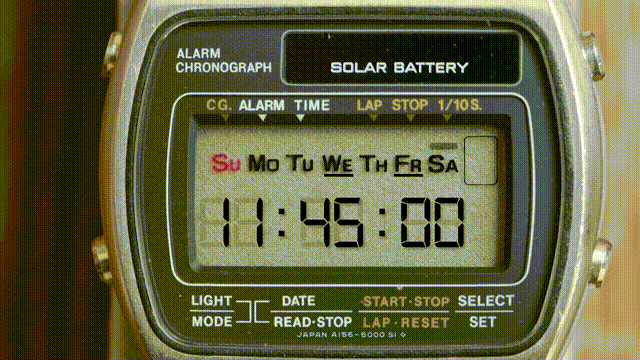 ALARM
CHRONOGRAPH
SOLAR BATTERY
C G. ALARM TIME LAP STOP 1/10 S.
SU MO TU WE TH FR SA
11:45:00
LIGHT DATE START·STOP SELECT
MODE READ·STOP LAP·RESET SET
JAPAN A156-5000 SI